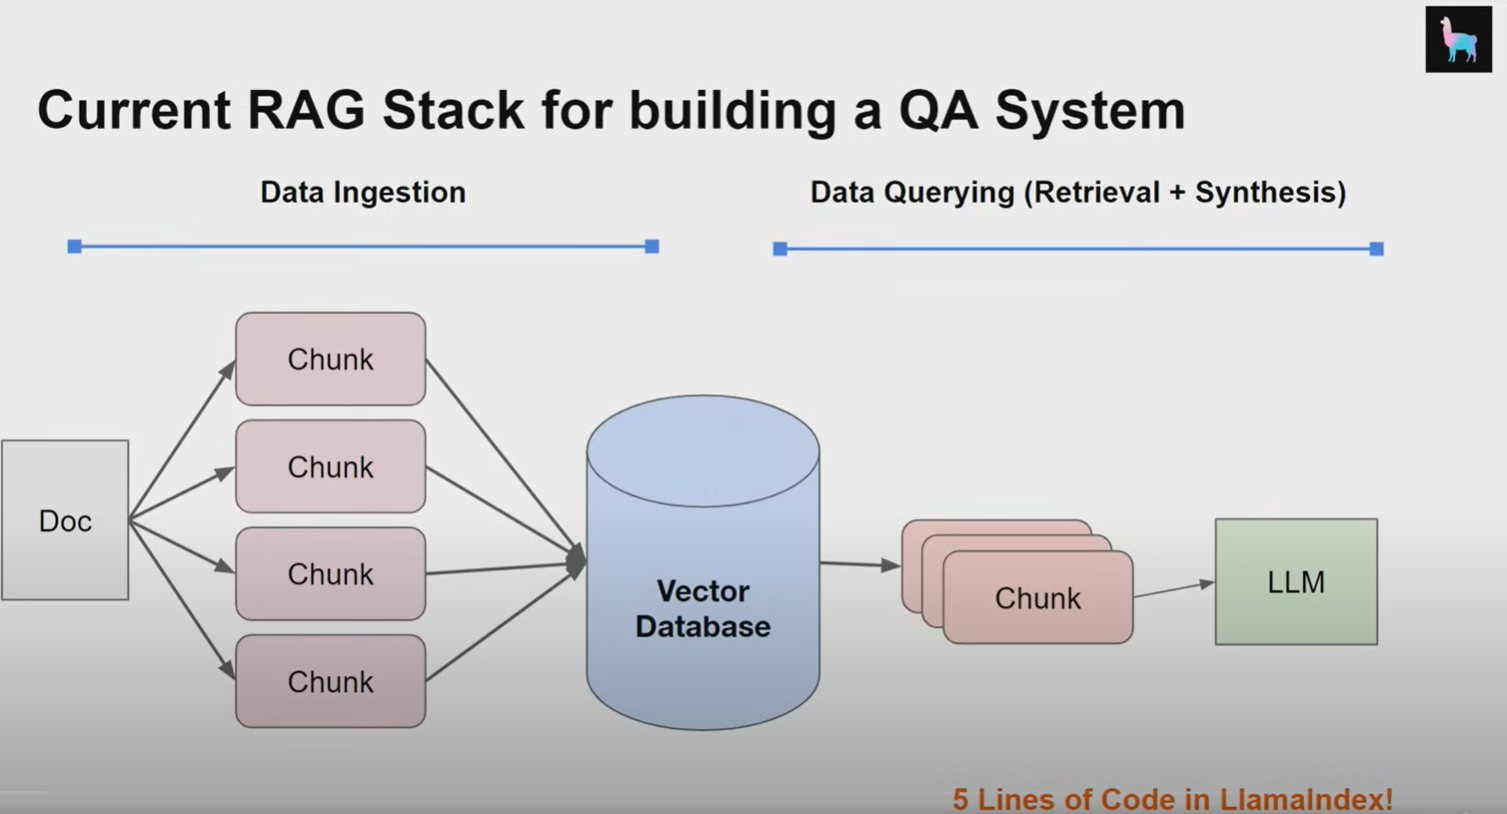 Current RAG Stack for building a QA System
Data Ingestion
Data Querying (Retrieval + Synthesis)
Doc
Chunk
Chunk
Chunk
Chunk
Vector
Database
Chunk
LLM
5 Lines of Code in LlamaIndex!